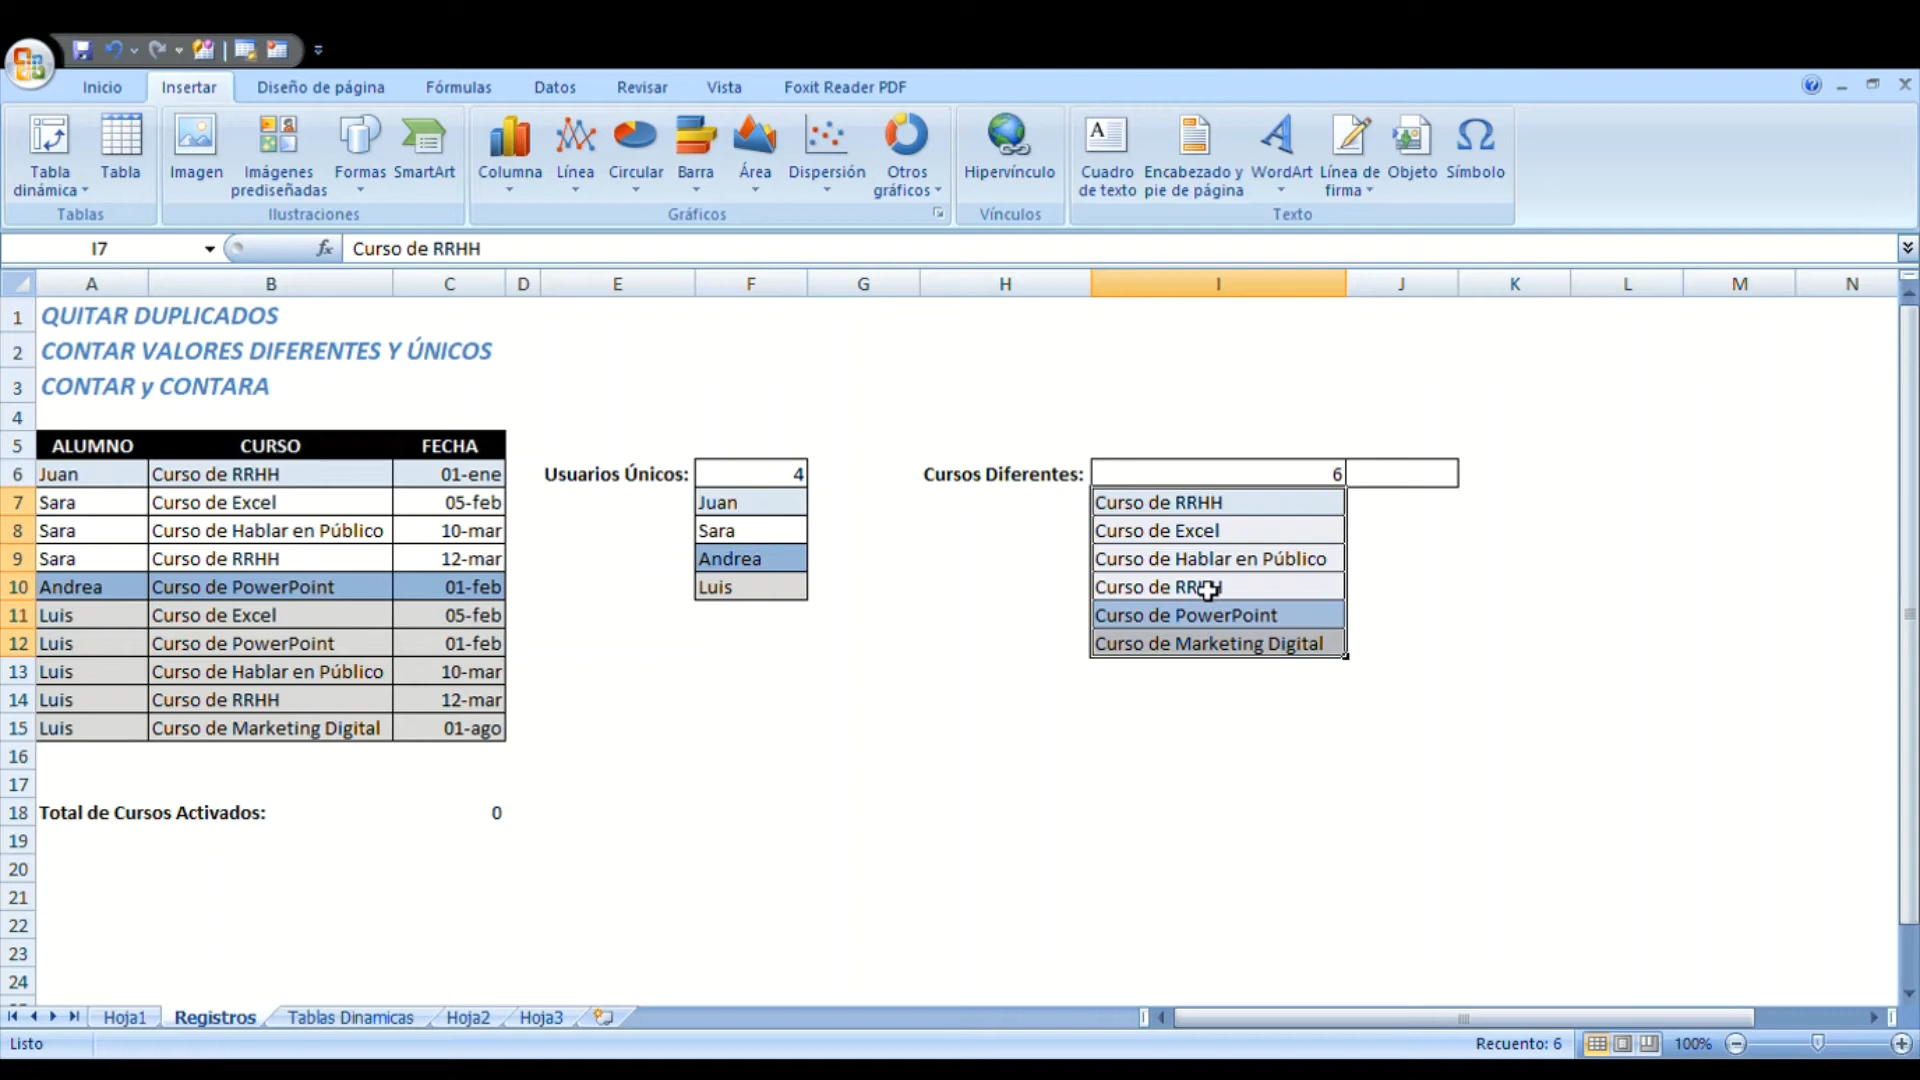 Inicio Insertar Diseño de página Fórmulas Datos Revisar Vista Foxit Reader PDF
Tabla dinámica Tabla Imagen Imágenes prediseñadas Formas SmartArt Columna Línea Circular Barra Área Dispersión Otros gráficos Hipervínculo Cuadro de texto Encabezado y pie de página WordArt Línea de firma Objeto Símbolo
Tablas Ilustraciones Gráficos Vínculos Texto
I7 fx Curso de RRHH
A B C D E F G H I J K L M N
1 QUITAR DUPLICADOS
2 CONTAR VALORES DIFERENTES Y ÚNICOS
3 CONTAR y CONTARA
4
5 ALUMNO CURSO FECHA
6 Juan Curso de RRHH 01-ene Usuarios Únicos: 4 Cursos Diferentes: 6
7 Sara Curso de Excel 05-feb Juan Curso de RRHH
8 Sara Curso de Hablar en Público 10-mar Sara Curso de Excel
9 Sara Curso de RRHH 12-mar Andrea Curso de Hablar en Público
10 Andrea Curso de PowerPoint 01-feb Luis Curso de RRHH
11 Luis Curso de Excel 05-feb Curso de PowerPoint
12 Luis Curso de PowerPoint 01-feb Curso de Marketing Digital
13 Luis Curso de Hablar en Público 10-mar
14 Luis Curso de RRHH 12-mar
15 Luis Curso de Marketing Digital 01-ago
16
17
18 Total de Cursos Activados: 0
19
20
21
22
23
24
Hoja1 Registros Tablas Dinamicas Hoja2 Hoja3
Listo Recuento: 6 100%